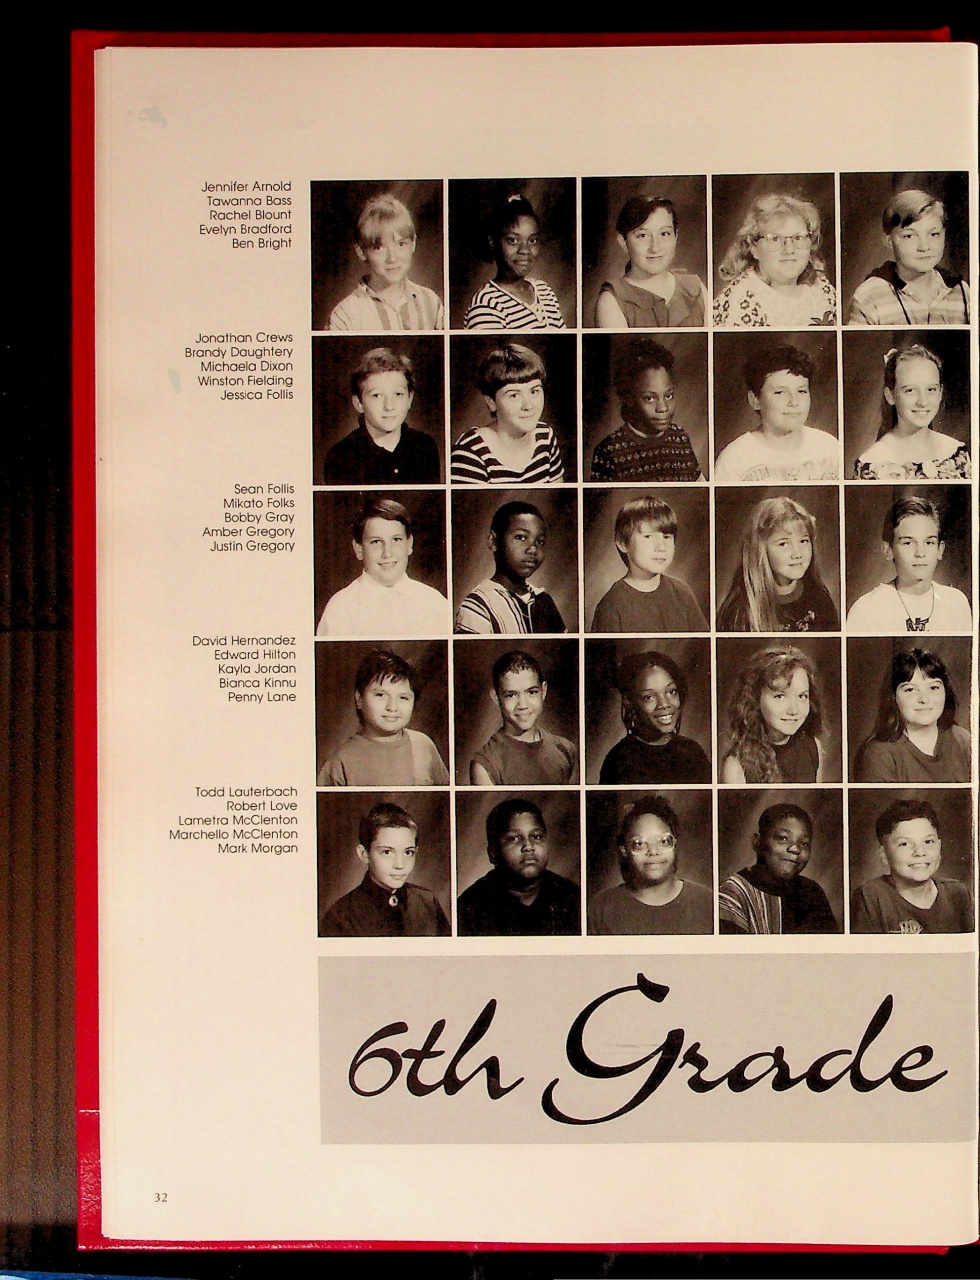 Jennifer Arnold
Tawanna Bass
Rachel Blount
Evelyn Bradford
Ben Bright
Jonathan Crews
Brandy Daughtery
Michaela Dixon
Winston Fielding
Jessica Follis
Sean Follis
Mikato Folks
Bobby Gray
Amber Gregory
Justin Gregory
David Hernandez
Edward Hilton
Kayla Jordan
Bianca Kinnu
Penny Lane
Todd Lauterbach
Robert Love
Lametra McClenton
Marchello McClenton
Mark Morgan
6th Grade
32